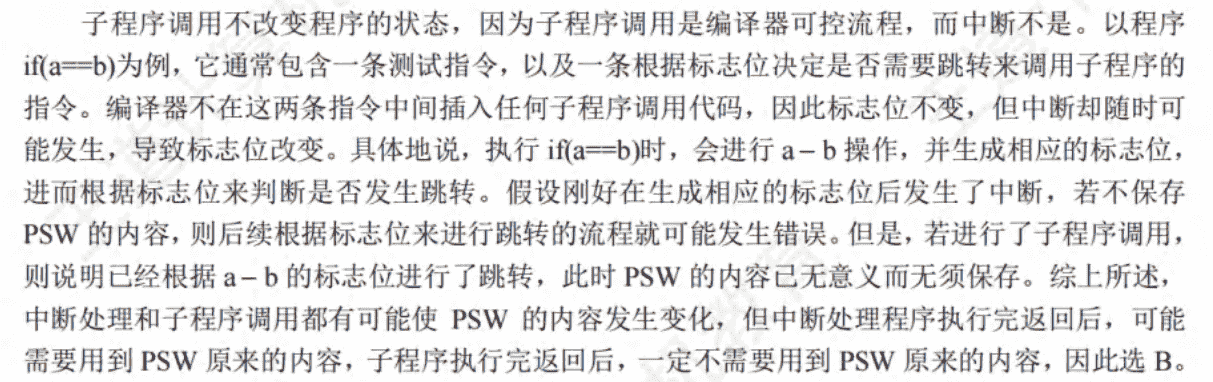 子程序调用不改变程序的状态，因为子程序调用是编译器可控流程，而中断不是。以程序
if(a==b)为例，它通常包含一条测试指令，以及一条根据标志位决定是否需要跳转来调用子程序的
指令。编译器不在这两条指令中间插入任何子程序调用代码，因此标志位不变，但中断却随时可
能发生，导致标志位改变。具体地说，执行 if(a==b)时，会进行 a – b 操作，并生成相应的标志位，
进而根据标志位来判断是否发生跳转。假设刚好在生成相应的标志位后发生了中断，若不保存
PSW 的内容，则后续根据标志位来进行跳转的流程就可能发生错误。但是，若进行了子程序调用，
则说明已经根据 a – b 的标志位进行了跳转，此时 PSW 的内容已无意义而无须保存。综上所述，
中断处理和子程序调用都有可能使 PSW 的内容发生变化，但中断处理程序执行完返回后，可能
需要用到 PSW 原来的内容，子程序执行完返回后，一定不需要用到 PSW 原来的内容，因此选 B。